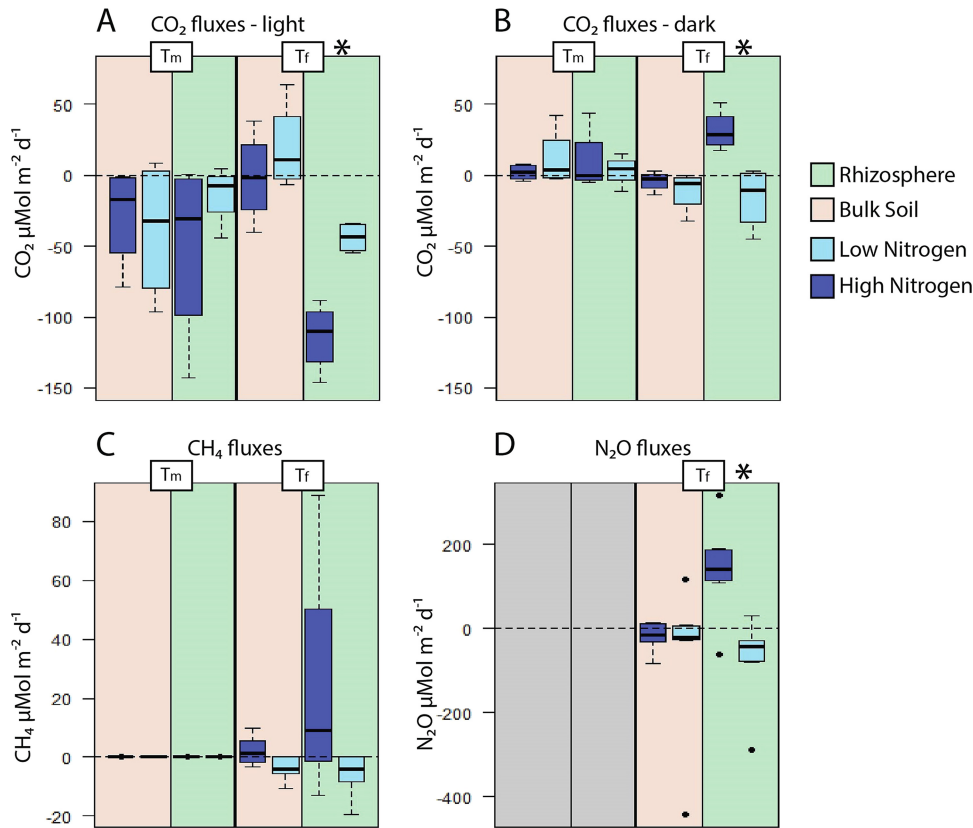 A
CO₂ fluxes - light
Tm
Tf
*
CO₂ μMol m⁻² d⁻¹
50
0
-50
-100
-150
B
CO₂ fluxes - dark
Tm
Tf
*
CO₂ μMol m⁻² d⁻¹
50
0
-50
-100
-150
Rhizosphere
Bulk Soil
Low Nitrogen
High Nitrogen
C
CH₄ fluxes
Tm
Tf
CH₄ μMol m⁻² d⁻¹
80
60
40
20
0
-20
D
N₂O fluxes
Tf
*
N₂O μMol m⁻² d⁻¹
200
0
-200
-400